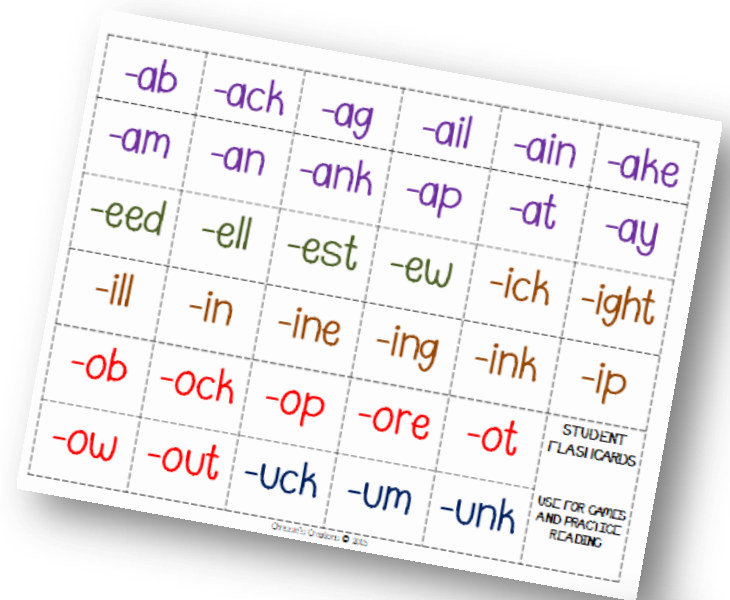 -ab -ack -ag -ail -ain -ake
-am -an -ank -ap -at -ay
-eed -ell -est -ew -ick -ight
-ill -in -ine -ing -ink -ip
-ob -ock -op -ore -ot
STUDENT
FLASHCARDS
-ow -out -uck -um -unk
USE FOR GAMES
AND PRACTICE
READING
Creations © 2015